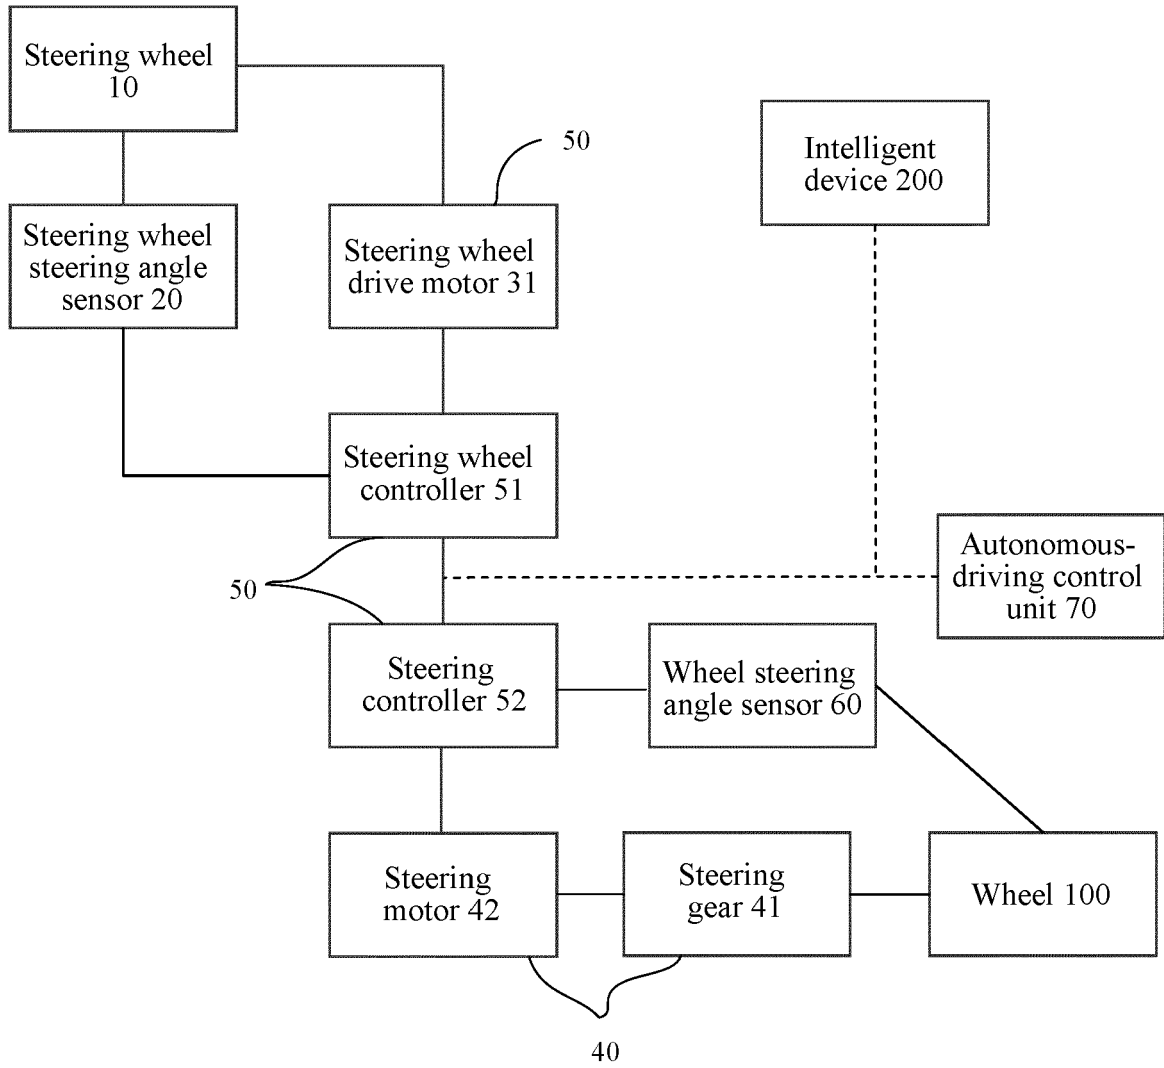 Steering wheel
10
50
Intelligent
device 200
Steering wheel
steering angle
sensor 20
Steering wheel
drive motor 31
Steering wheel
controller 51
50
Autonomous-
driving control
unit 70
Steering
controller 52
Wheel steering
angle sensor 60
Steering
motor 42
Steering
gear 41
Wheel 100
40